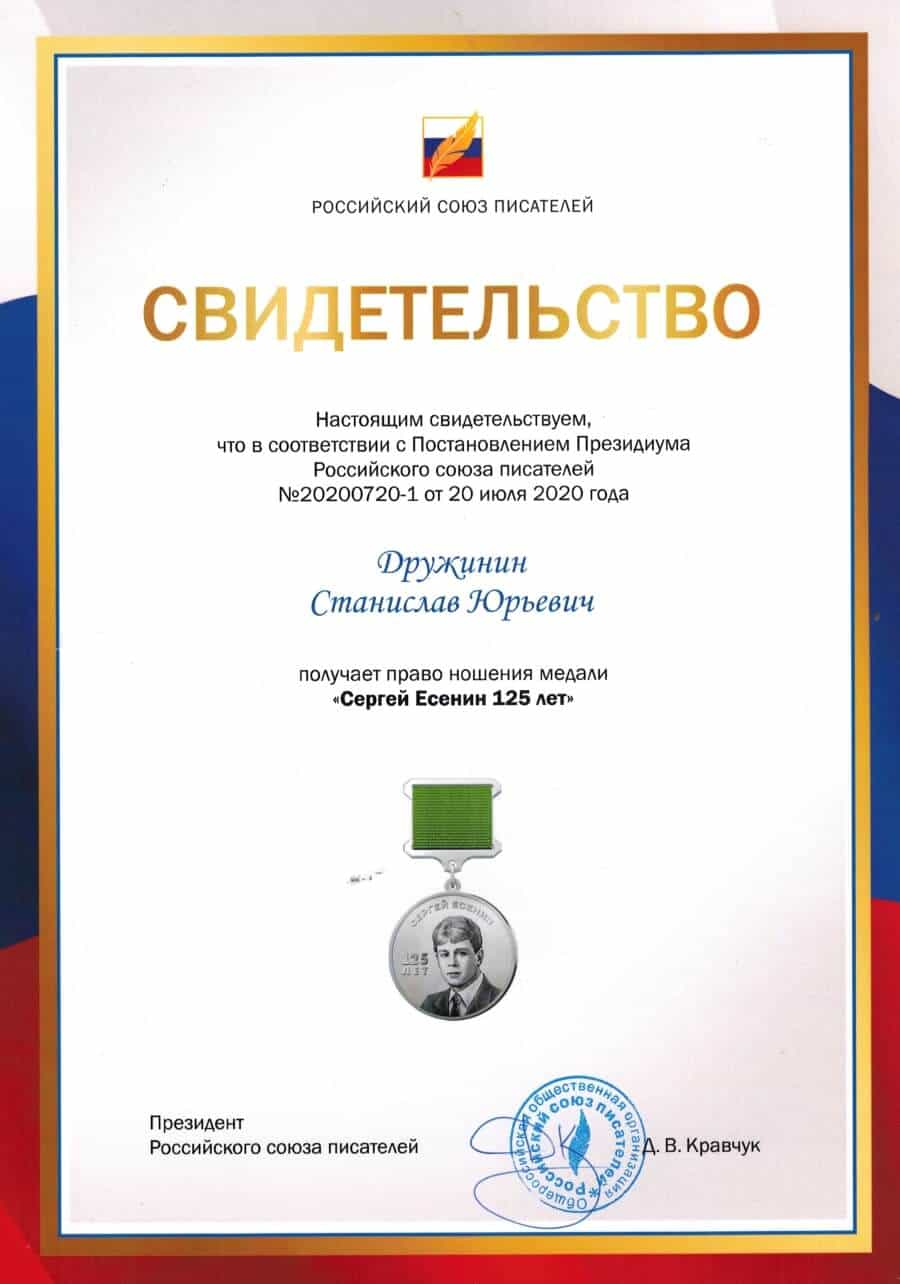 РОССИЙСКИЙ СОЮЗ ПИСАТЕЛЕЙ
СВИДЕТЕЛЬСТВО
Настоящим свидетельствуем,
что в соответствии с Постановлением Президиума
Российского союза писателей
№20200720-1 от 20 июля 2020 года
Дружинин
Станислав Юрьевич
получает право ношения медали
«Сергей Есенин 125 лет»
СЕРГЕЙ ЕСЕНИН
125
ЛЕТ
Президент
Российского союза писателей
Д. В. Кравчук
Общероссийская общественная организация
*Российский союз писателей*